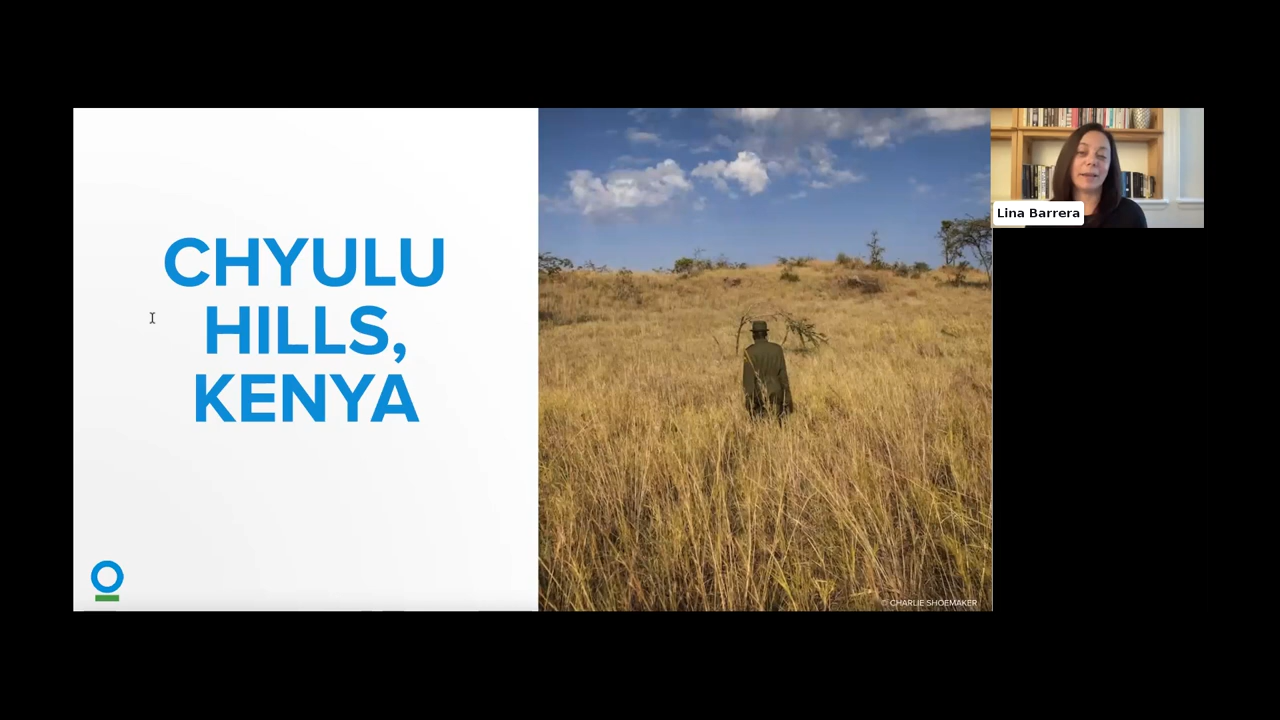 CHYULU
HILLS,
KENYA
Lina Barrera
© CHARLIE SHOEMAKER